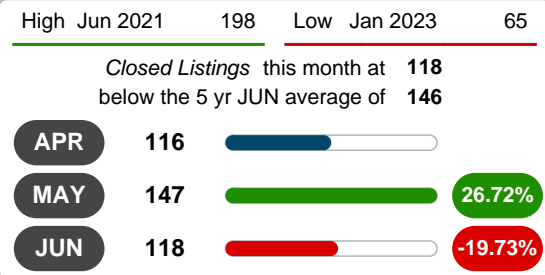 High Jun 2021 198 Low Jan 2023 65
Closed Listings this month at 118
below the 5 yr JUN average of 146
APR 116
MAY 147 26.72%
JUN 118 -19.73%